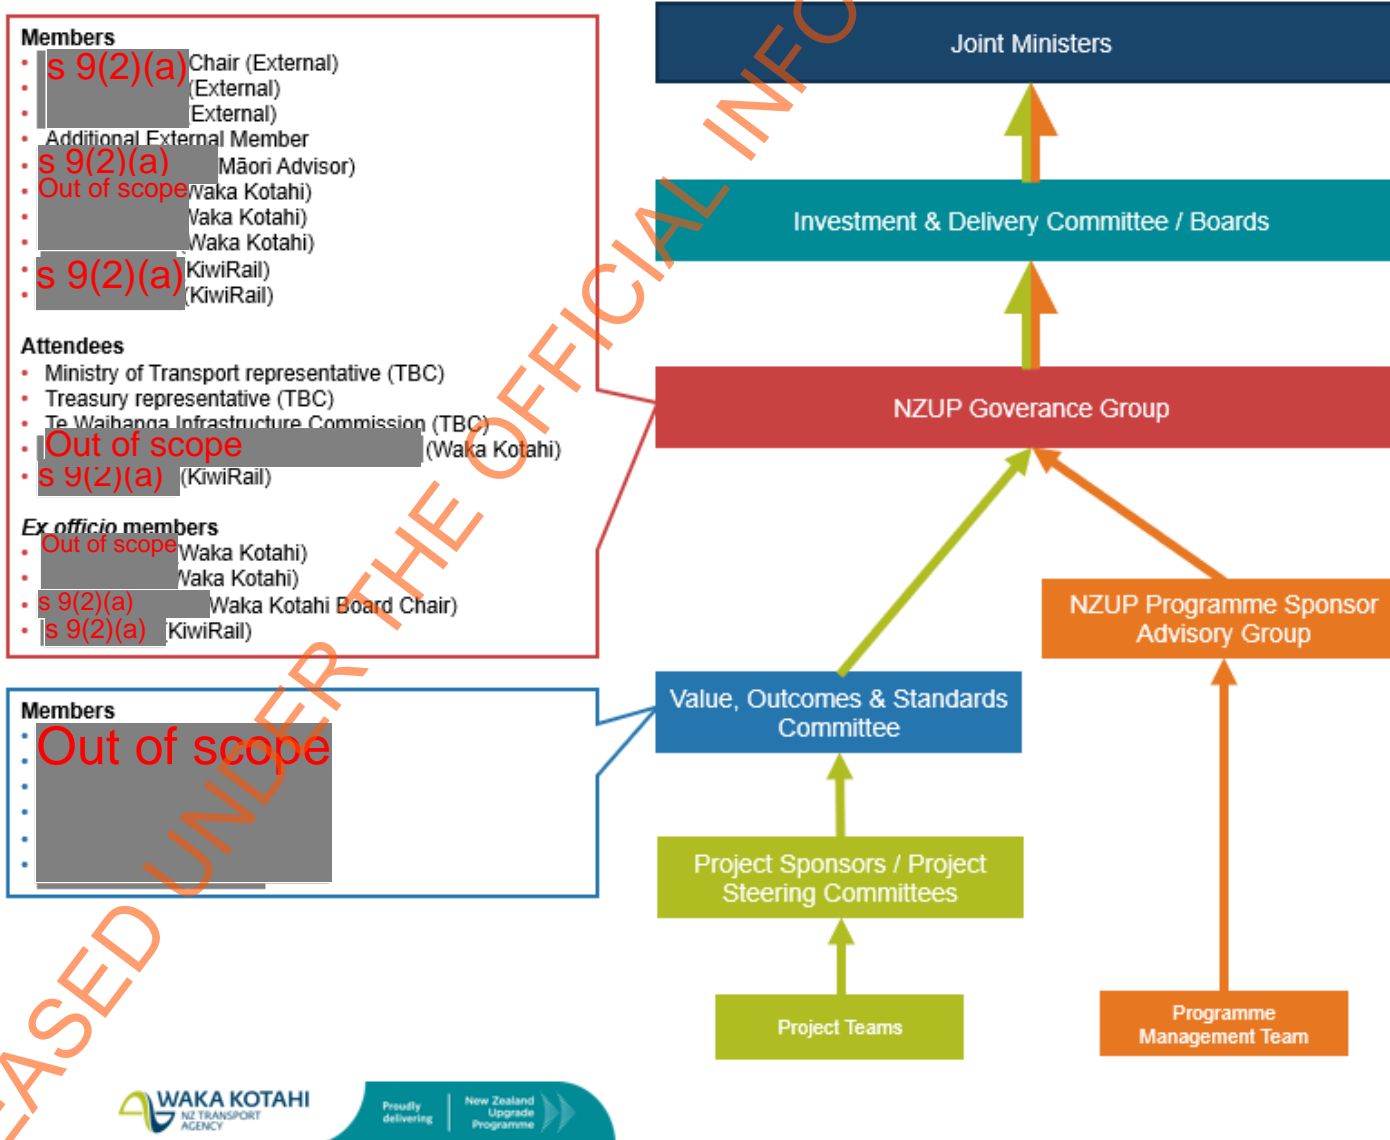 Members
s 9(2)(a) Chair (External)
(External)
(External)
Additional External Member
s 9(2)(a) Māori Advisor)
Out of scope Waka Kotahi)
Waka Kotahi)
Waka Kotahi)
s 9(2)(a) (KiwiRail)
(KiwiRail)
Attendees
Ministry of Transport representative (TBC)
Treasury representative (TBC)
Te Waihanga Infrastructure Commission (TBC)
Out of scope (Waka Kotahi)
s 9(2)(a) (KiwiRail)
Ex officio members
Out of scope Waka Kotahi)
Waka Kotahi)
s 9(2)(a) Waka Kotahi Board Chair)
s 9(2)(a) (KiwiRail)
Members
Out of scope
Joint Ministers
Investment & Delivery Committee / Boards
NZUP Goverance Group
NZUP Programme Sponsor
Advisory Group
Value, Outcomes & Standards
Committee
Project Sponsors / Project
Steering Committees
Project Teams
Programme
Management Team
EASED UNDER THE OFFICIAL INFO
WAKA KOTAHI
NZ TRANSPORT
AGENCY
Proudly
delivering
New Zealand
Upgrade
Programme